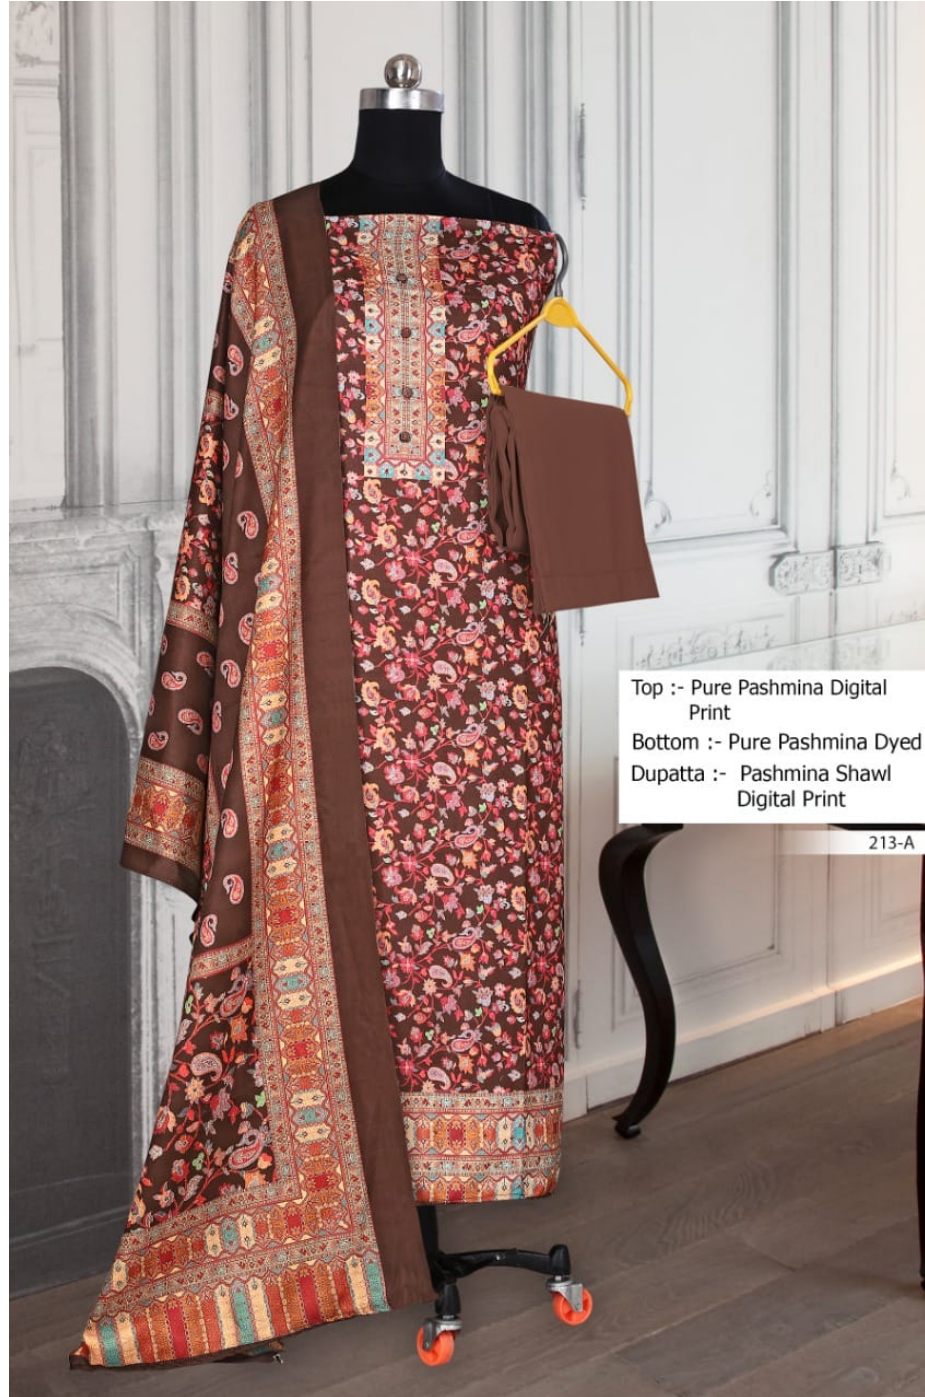 Top :- Pure Pashmina Digital
Print
Bottom :- Pure Pashmina Dyed
Dupatta :- Pashmina Shawl
Digital Print
213-A